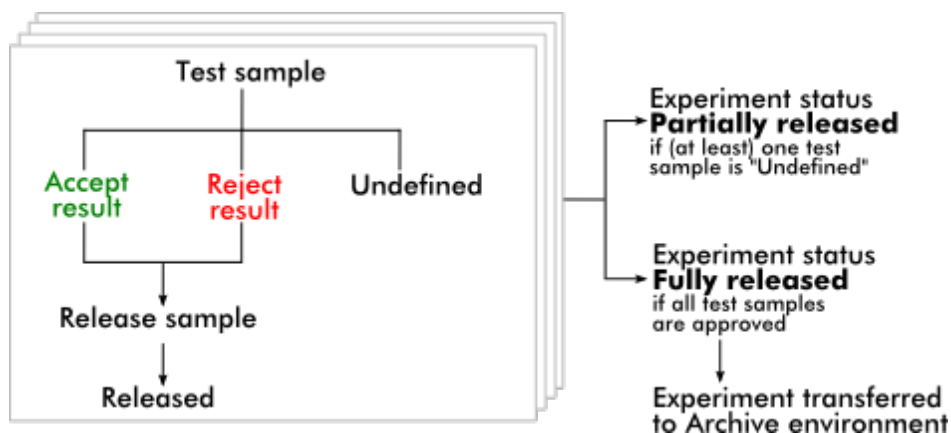 Test sample
Accept
result
Reject
result
Undefined
Release sample
Released
Experiment status
Partially released
if (at least) one test
sample is "Undefined"
Experiment status
Fully released
if all test samples
are approved
Experiment transferred
to Archive environment